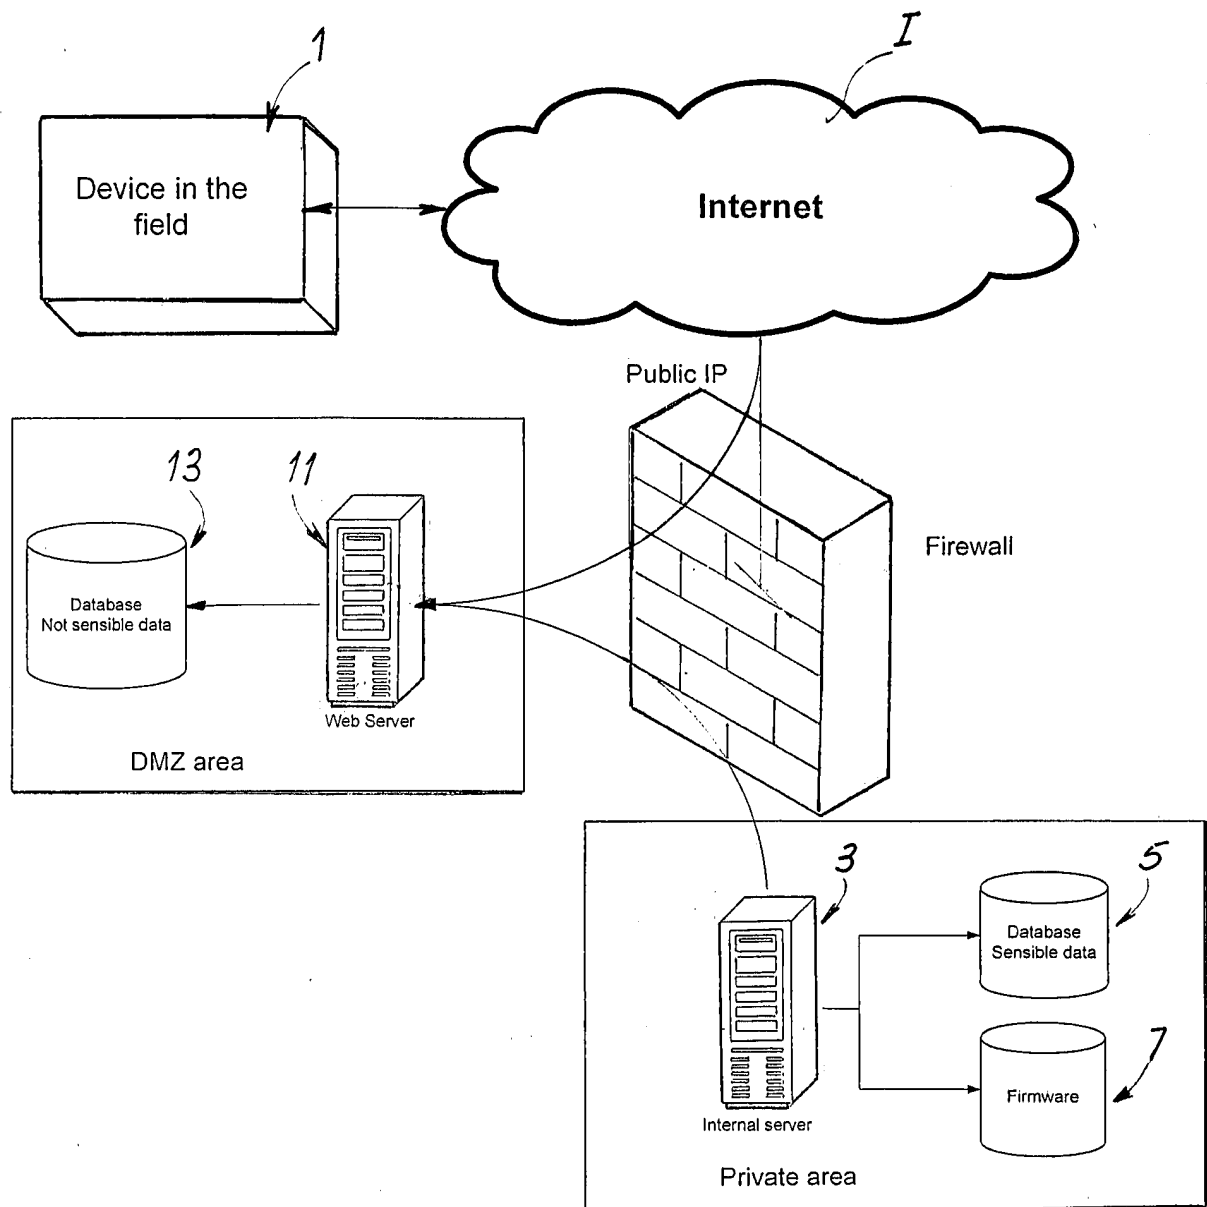 1
I
Device in the
field
Internet
Public IP
13
11
Firewall
Database
Not sensible data
Web Server
DMZ area
3
5
Database
Sensible data
7
Firmware
Internal server
Private area